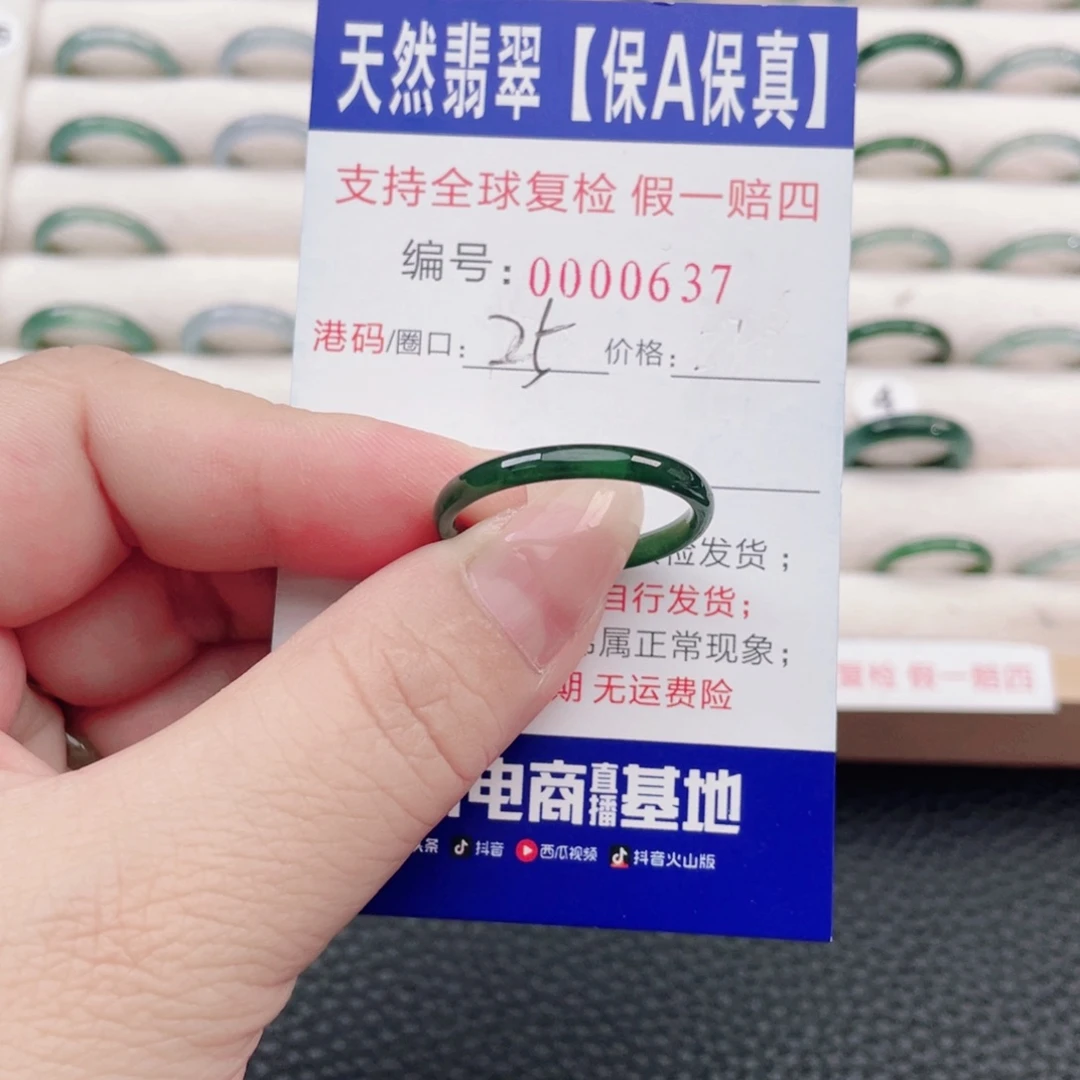 天然翡翠【保A保真】
支持全球复检 假一赔四
编号：0000637
港码/圈口：25 价格：
检发货；
自行发货；
属正常现象；
期 无运费险
电商直播基地
条 抖音 西瓜视频 抖音火山版
复检 假一赔四
4